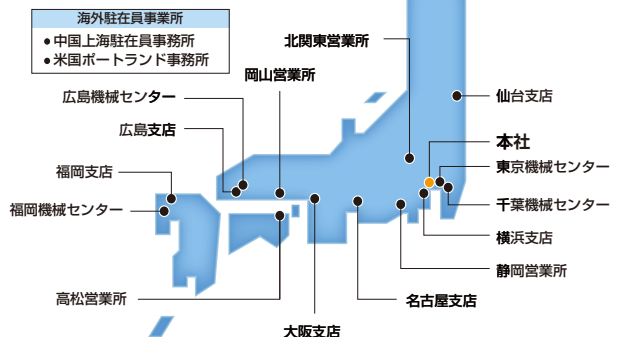 海外駐在員事業所
●中国上海駐在員事務所
●米国ポートランド事務所
北関東営業所
岡山営業所
広島機械センター
仙台支店
広島支店
本社
東京機械センター
福岡支店
千葉機械センター
福岡機械センター
横浜支店
静岡営業所
高松営業所
名古屋支店
大阪支店